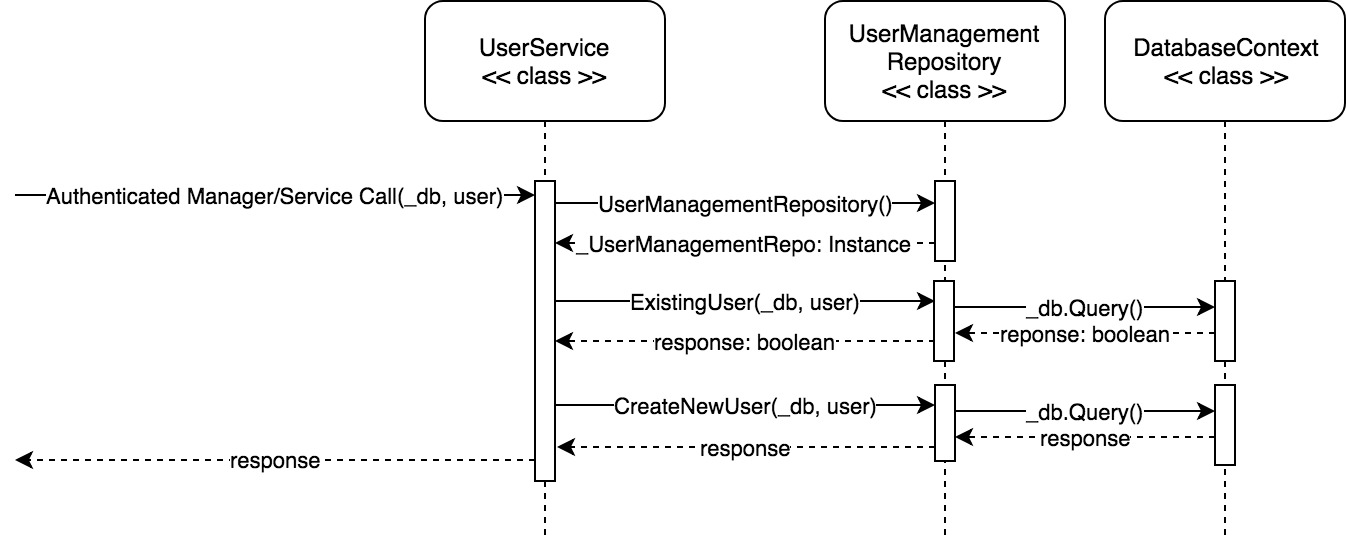 UserService
<< class >>
UserManagement
Repository
<< class >>
DatabaseContext
<< class >>
Authenticated Manager/Service Call(_db, user)
UserManagementRepository()
_UserManagementRepo: Instance
ExistingUser(_db, user)
_db.Query()
reponse: boolean
response: boolean
CreateNewUser(_db, user)
_db.Query()
response
response
response